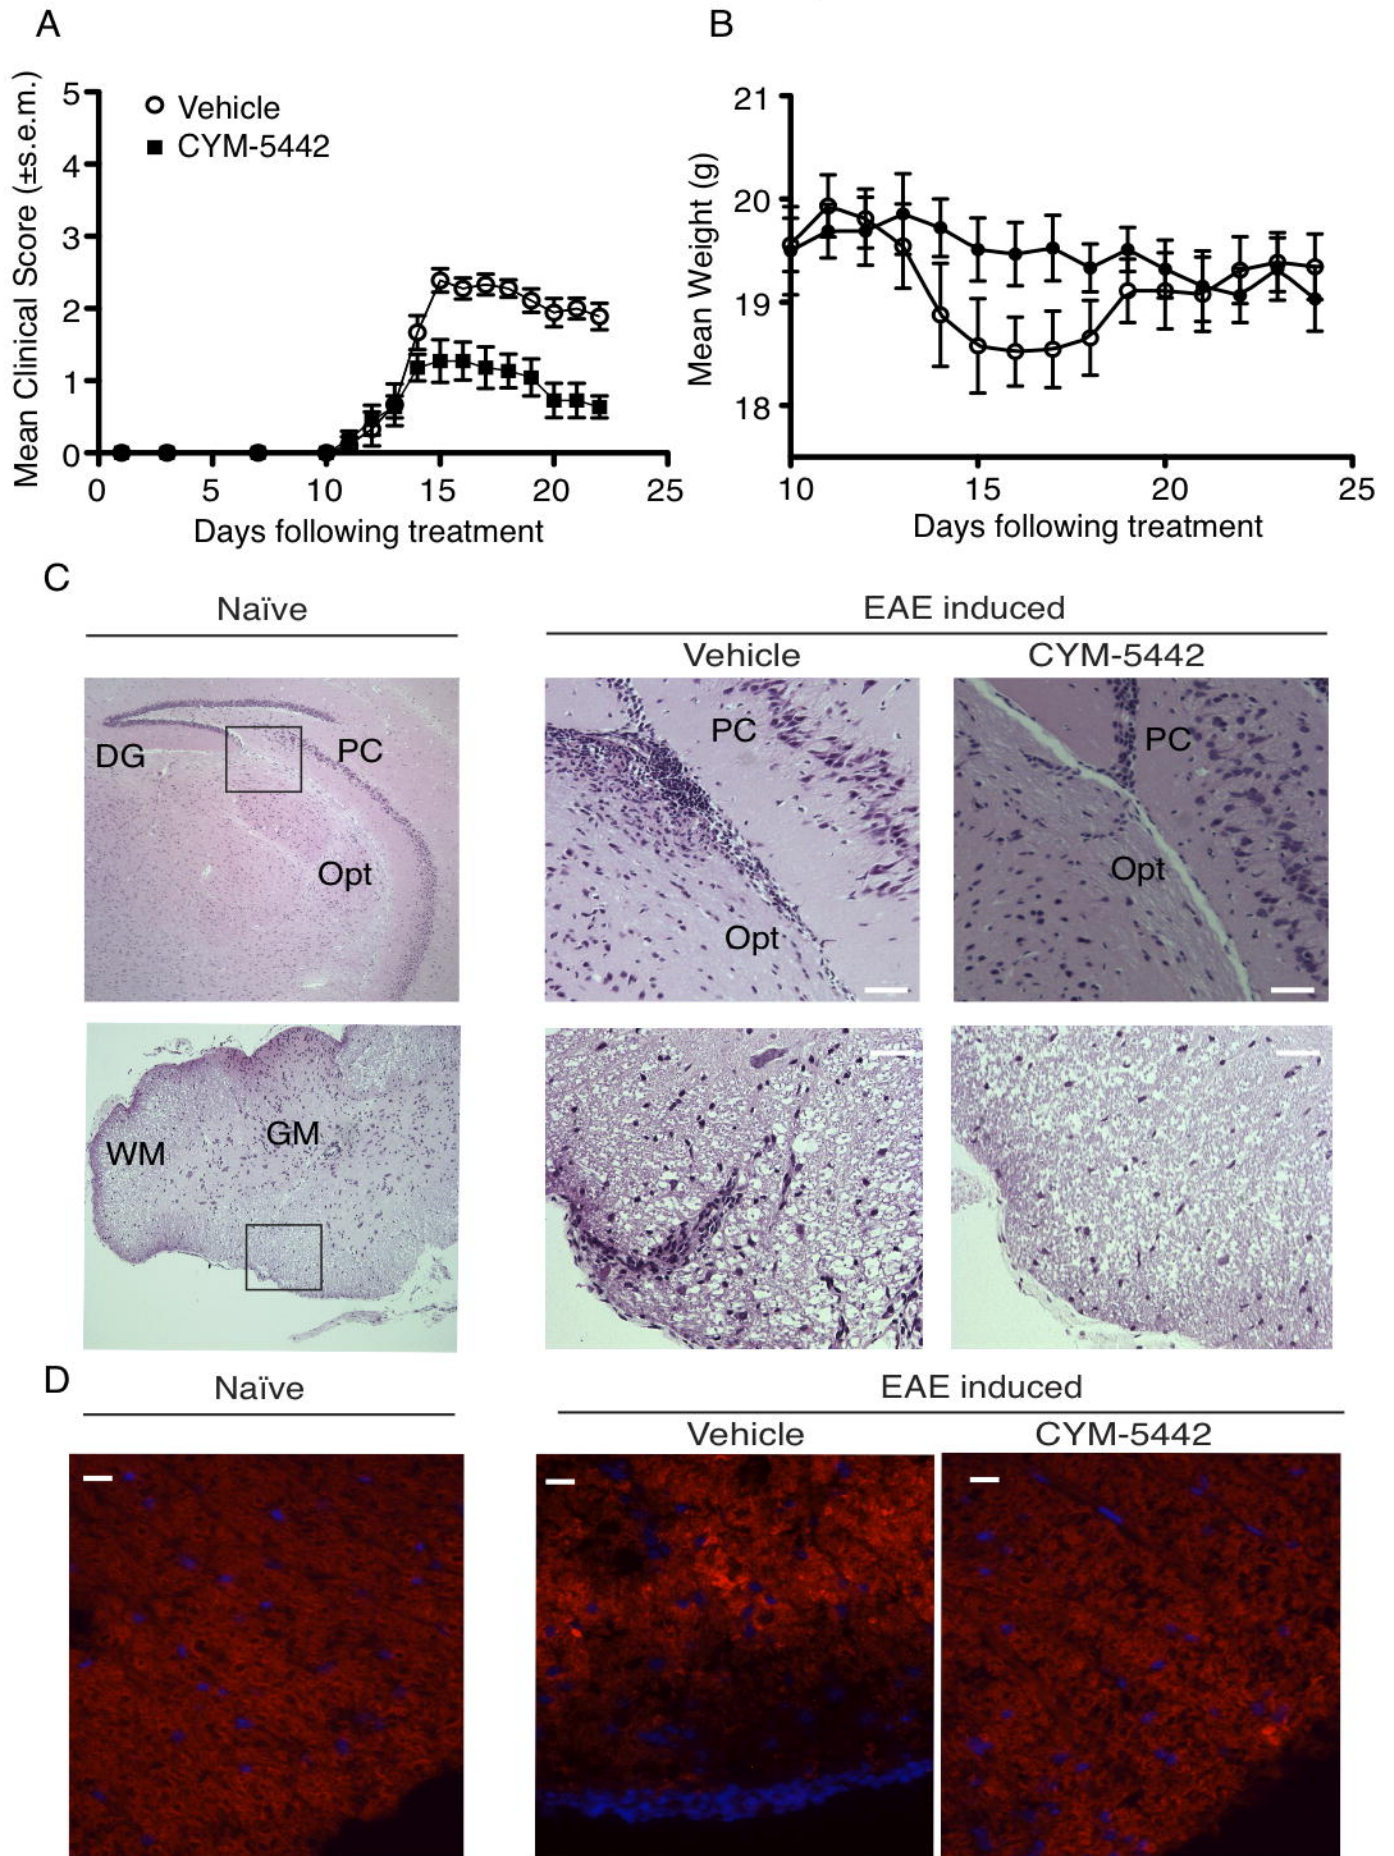 A
Mean Clinical Score (±s.e.m.)
5
4
3
2
1
0
Vehicle
CYM-5442
0 5 10 15 20 25
Days following treatment
B
Mean Weight (g)
21
20
19
18
10 15 20 25
Days following treatment
C
Naïve
EAE induced
Vehicle CYM-5442
DG PC Opt
PC Opt
PC Opt
WM GM
D
Naïve
EAE induced
Vehicle CYM-5442